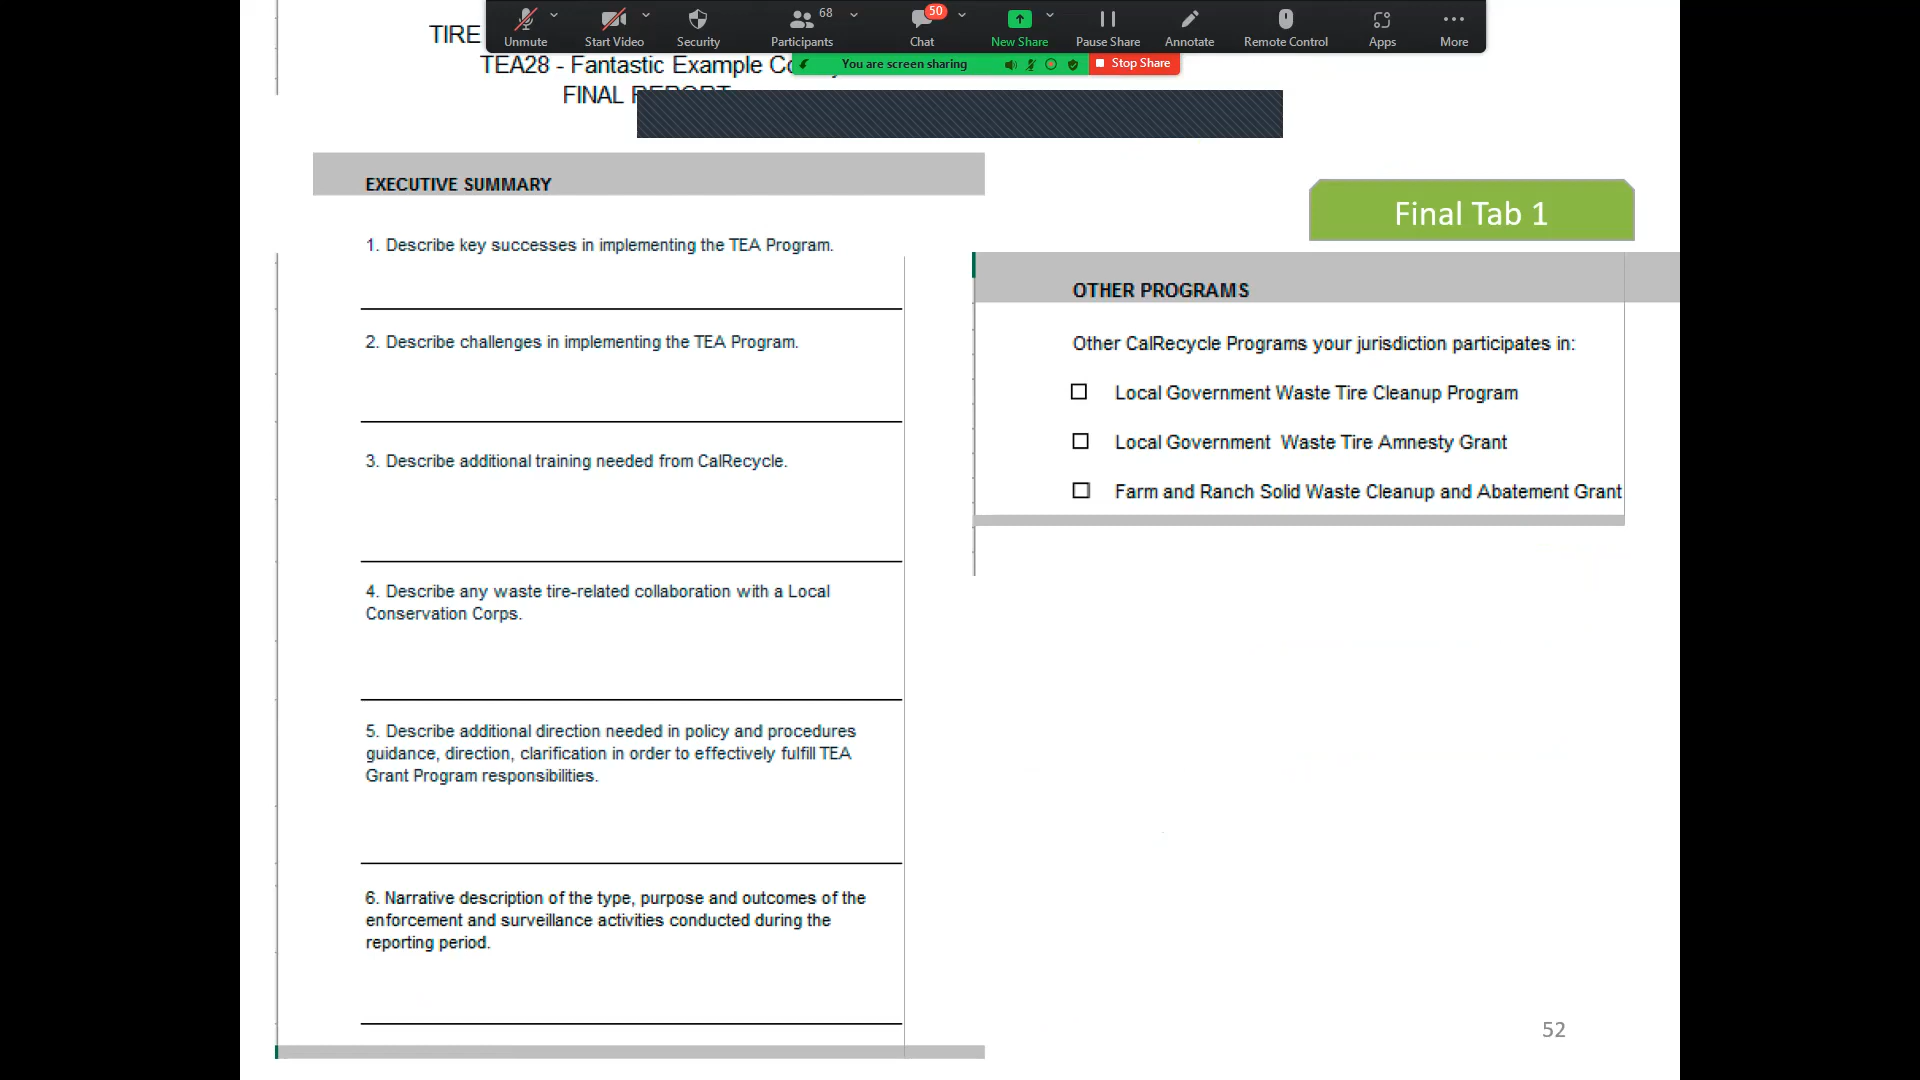 Unmute
Start Video
Security
Participants
68
Chat
50
New Share
Pause Share
Annotate
Remote Control
Apps
More
You are screen sharing
Stop Share
TIRE
TEA28 - Fantastic Example
FINAL REPORT
EXECUTIVE SUMMARY
1. Describe key successes in implementing the TEA Program.
2. Describe challenges in implementing the TEA Program.
3. Describe additional training needed from CalRecycle.
4. Describe any waste tire-related collaboration with a Local
Conservation Corps.
5. Describe additional direction needed in policy and procedures
guidance, direction, clarification in order to effectively fulfill TEA
Grant Program responsibilities.
6. Narrative description of the type, purpose and outcomes of the
enforcement and surveillance activities conducted during the
reporting period.
Final Tab 1
OTHER PROGRAMS
Other CalRecycle Programs your jurisdiction participates in:
Local Government Waste Tire Cleanup Program
Local Government  Waste Tire Amnesty Grant
Farm and Ranch Solid Waste Cleanup and Abatement Grant
52